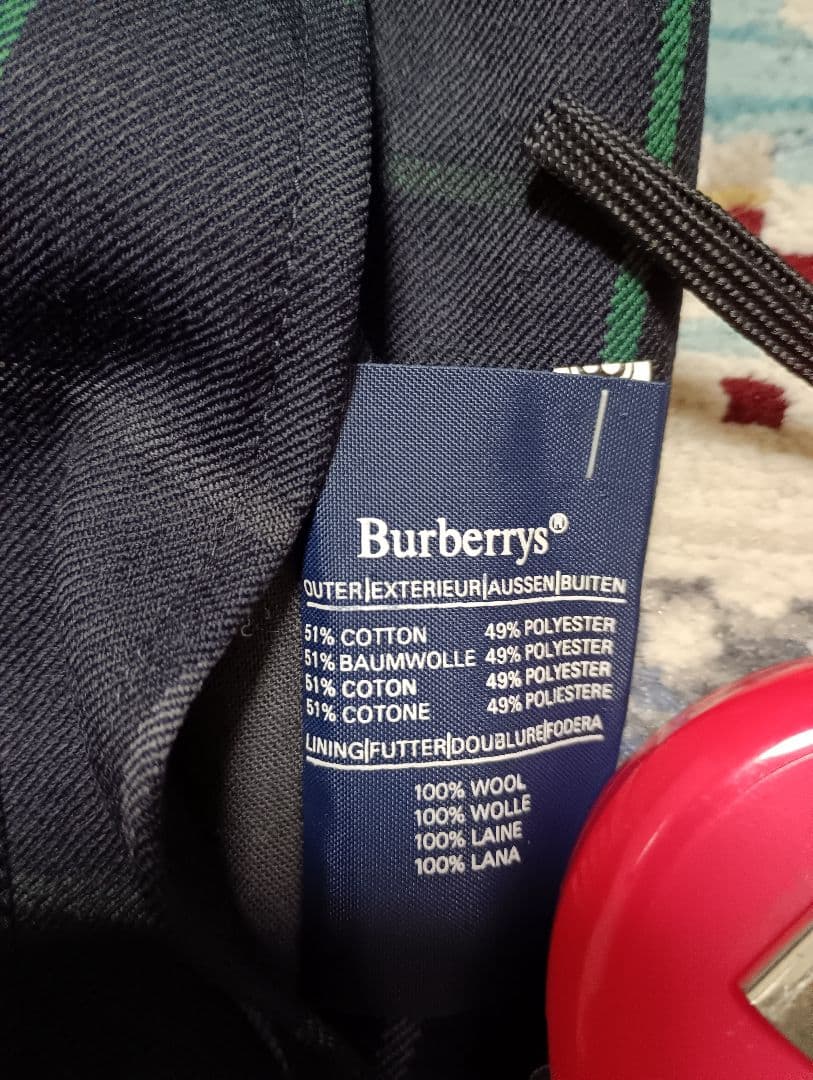 Burberrys®
OUTER|EXTERIEUR|AUSSEN|BUITEN
51% COTTON 49% POLYESTER
51% BAUMWOLLE 49% POLYESTER
51% COTON 49% POLYESTER
51% COTONE 49% POLIESTERE
LINING|FUTTER|DOUBLURE|FODERA
100% WOOL
100% WOLLE
100% LAINE
100% LANA